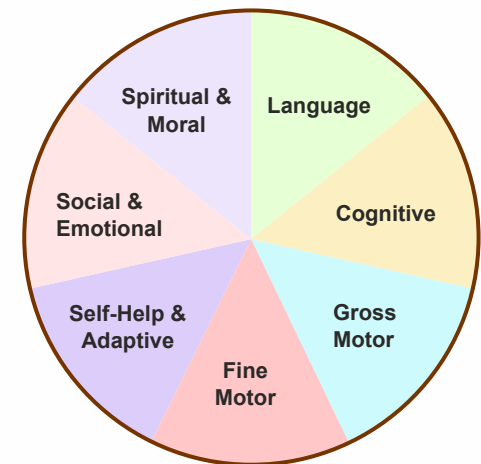 Language
Cognitive
Gross
Motor
Fine
Motor
Self-Help &
Adaptive
Social &
Emotional
Spiritual &
Moral